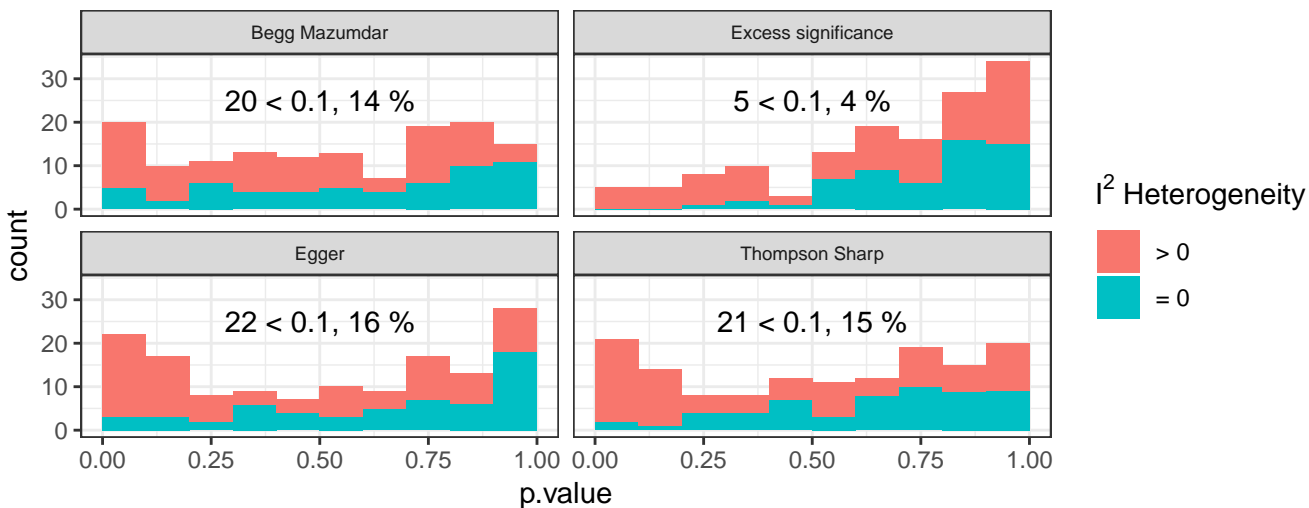 Begg Mazumdar
Excess significance
30
20
10
0
20 < 0.1, 14 %
5 < 0.1, 4 %
Egger
Thompson Sharp
30
20
10
0
22 < 0.1, 16 %
21 < 0.1, 15 %
0.00 0.25 0.50 0.75 1.00
0.00 0.25 0.50 0.75 1.00
count
p.value
I² Heterogeneity
> 0
= 0